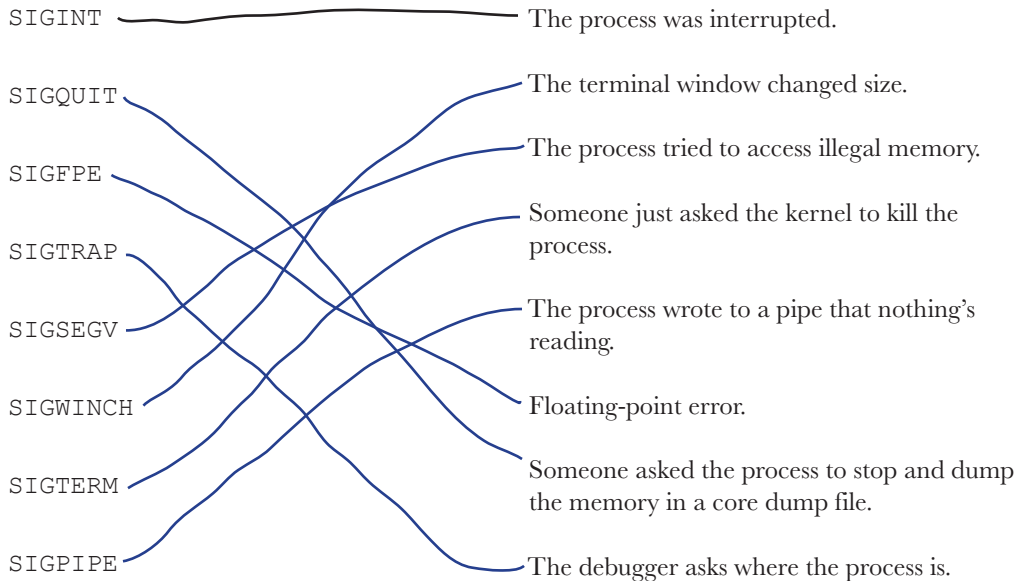 SIGINT
The process was interrupted.
SIGQUIT
The terminal window changed size.
SIGFPE
The process tried to access illegal memory.
SIGTRAP
Someone just asked the kernel to kill the
process.
SIGSEGV
The process wrote to a pipe that nothing’s
reading.
SIGWINCH
Floating-point error.
SIGTERM
Someone asked the process to stop and dump
the memory in a core dump file.
SIGPIPE
The debugger asks where the process is.